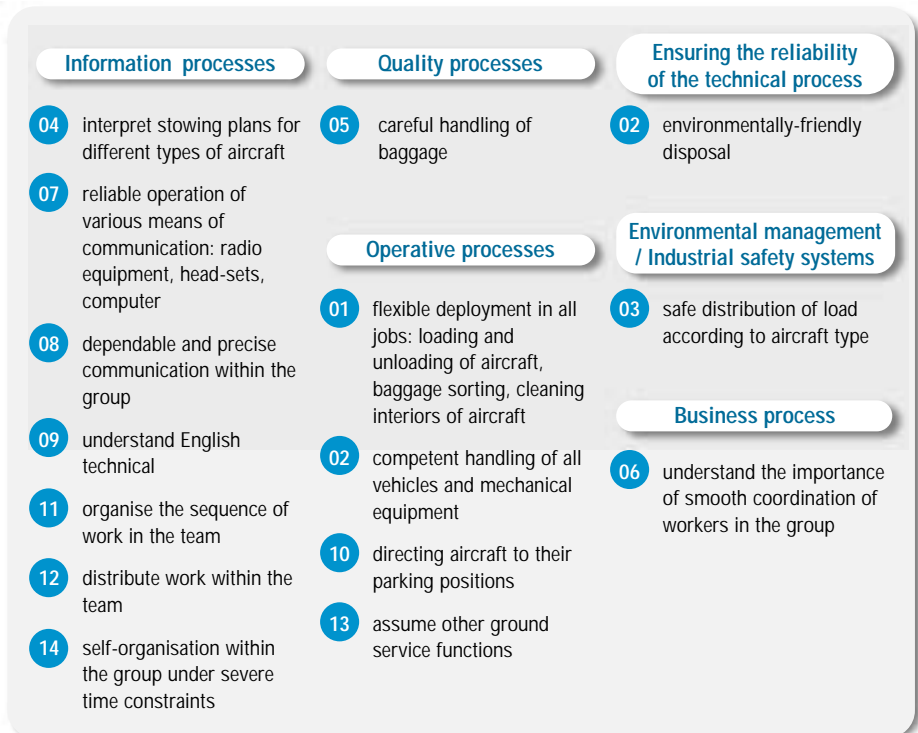 Information processes
04
interpret stowing plans for
different types of aircraft
07
reliable operation of
various means of
communication: radio
equipment, head-sets,
computer
08
dependable and precise
communication within the
group
09
understand English
technical
11
organise the sequence of
work in the team
12
distribute work within the
team
14
self-organisation within
the group under severe
time constraints
Quality processes
05
careful handling of
baggage
Operative processes
01
flexible deployment in all
jobs: loading and
unloading of aircraft,
baggage sorting, cleaning
interiors of aircraft
02
competent handling of all
vehicles and mechanical
equipment
10
directing aircraft to their
parking positions
13
assume other ground
service functions
Ensuring the reliability
of the technical process
02
environmentally-friendly
disposal
Environmental management
/ Industrial safety systems
03
safe distribution of load
according to aircraft type
Business process
06
understand the importance
of smooth coordination of
workers in the group